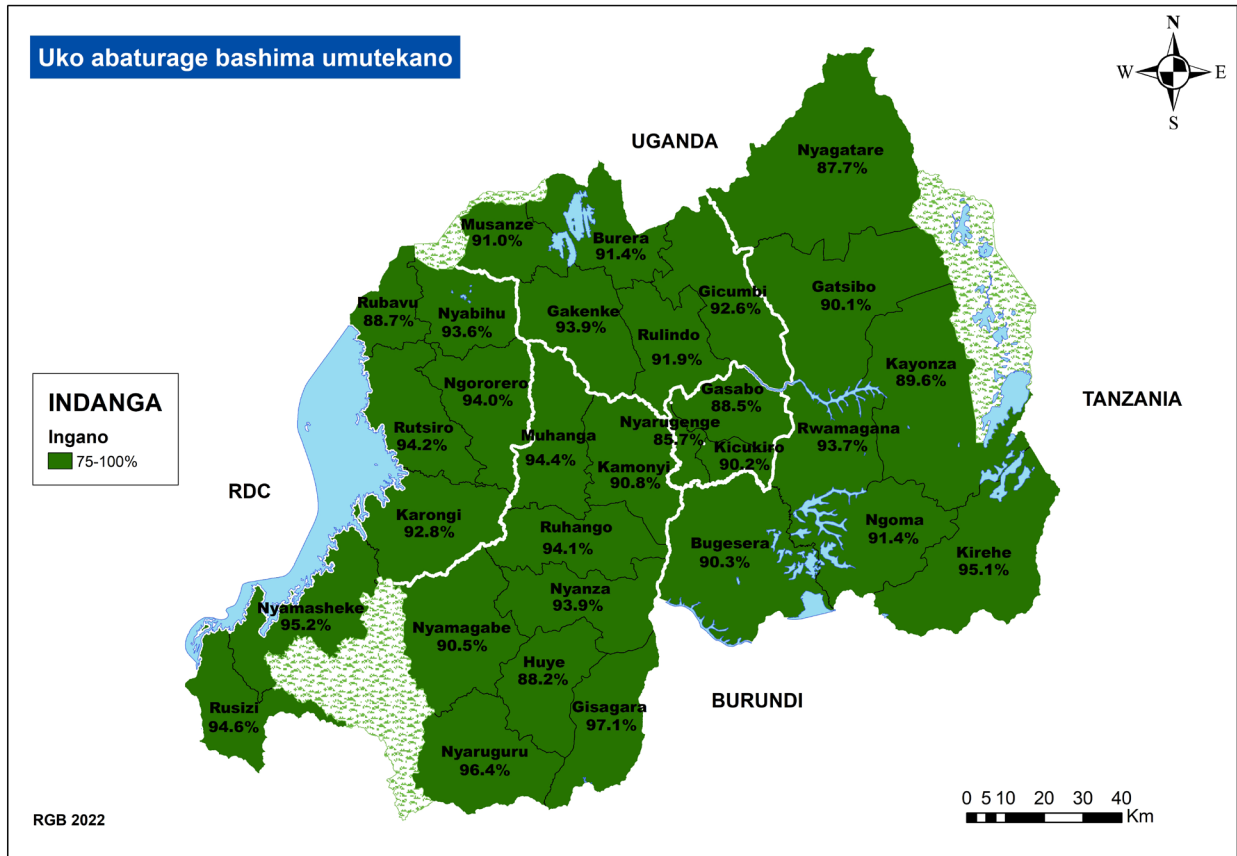 Uko abaturage bashima umutekano
N
W
E
S
UGANDA
Nyagatare
87.7%
Musanze
91.0%
Burera
91.4%
Gicumbi
92.6%
Gatsibo
90.1%
Rubavu
88.7%
Nyabihu
93.6%
Gakenke
93.9%
Rulindo
91.9%
Kayonza
89.6%
TANZANIA
INDANGA
Ingano
75-100%
Ngororero
94.0%
Rutsiro
94.2%
Muhanga
94.4%
Kamonyi
90.8%
Gasabo
88.5%
Nyarugenge
85.7%
Kicukiro
90.2%
Rwamagana
93.7%
RDC
Karongi
92.8%
Ruhango
94.1%
Bugesera
90.3%
Ngoma
91.4%
Kirehe
95.1%
Nyamasheke
95.2%
Nyanza
93.9%
Nyamagabe
90.5%
Huye
88.2%
Gisagara
97.1%
BURUNDI
Rusizi
94.6%
Nyaruguru
96.4%
RGB 2022
0 5 10 20 30 40
Km